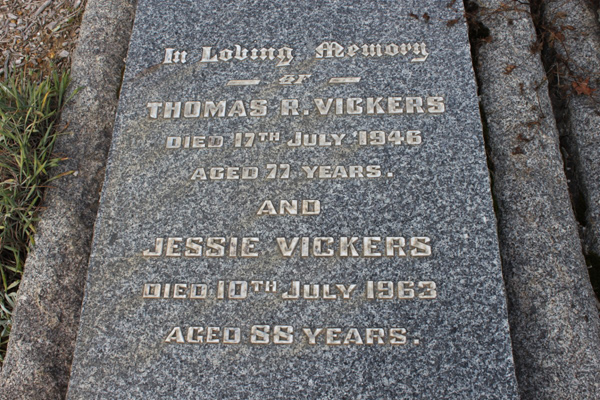 In Loving Memory
— OF —
THOMAS R. VICKERS
DIED 17TH JULY 1946
AGED 77 YEARS.
AND
JESSIE VICKERS
DIED 10TH JULY 1963
AGED 88 YEARS.